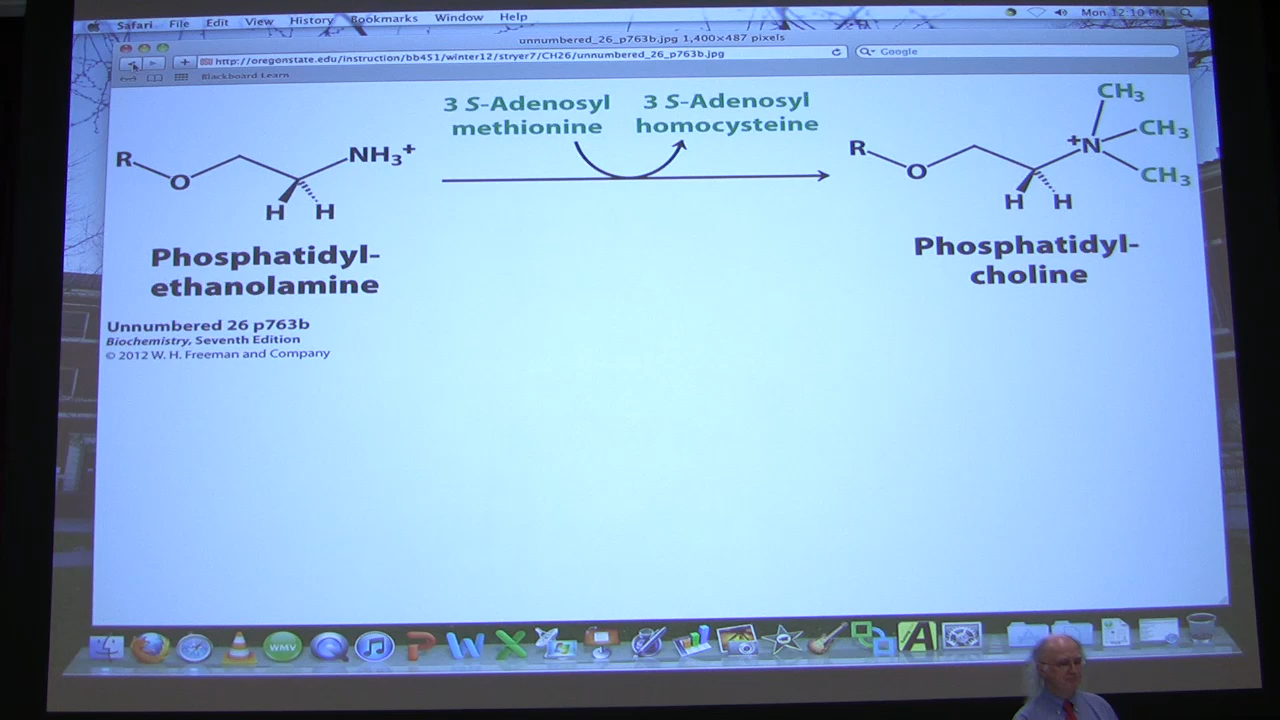 Safari File Edit View History Bookmarks Window Help Mon 12:10 PM
unnumbered_26_p763b.jpg 1,400×487 pixels
http://oregonstate.edu/instruction/bb451/winter12/stryer7/CH26/unnumbered_26_p763b.jpg Google
Blackboard Learn
3 S-Adenosyl
methionine
3 S-Adenosyl
homocysteine
R
O
NH3+
H H
R
O
+N
CH3
CH3
CH3
H H
Phosphatidyl-
ethanolamine
Phosphatidyl-
choline
Unnumbered 26 p763b
Biochemistry, Seventh Edition
© 2012 W. H. Freeman and Company
WMV